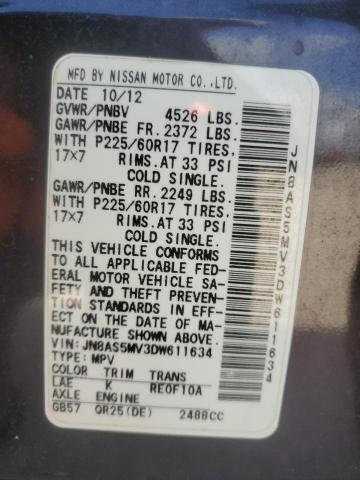 MFD BY NISSAN MOTOR CO.,LTD.
DATE 10/12
GVWR/PNBV 4526 LBS.
GAWR/PNBE FR. 2372 LBS.
WITH P225/60R17 TIRES,
17×7 RIMS.AT 33 PSI
COLD SINGLE.
GAWR/PNBE RR. 2249 LBS.
WITH P225/60R17 TIRES,
17×7 RIMS.AT 33 PSI
COLD SINGLE.
THIS VEHICLE CONFORMS
TO ALL APPLICABLE FED-
ERAL MOTOR VEHICLE SA-
FETY AND THEFT PREVEN-
TION STANDARDS IN EFF-
ECT ON THE DATE OF MA-
NUFACTURE SHOWN ABOVE.
VIN: JN8AS5MV3DW611634
TYPE: MPV
COLOR TRIM TRANS
LAE K RE0F10A
AXLE ENGINE
GB57 QR25(DE) 2488CC
JN8AS5MV3DW611634